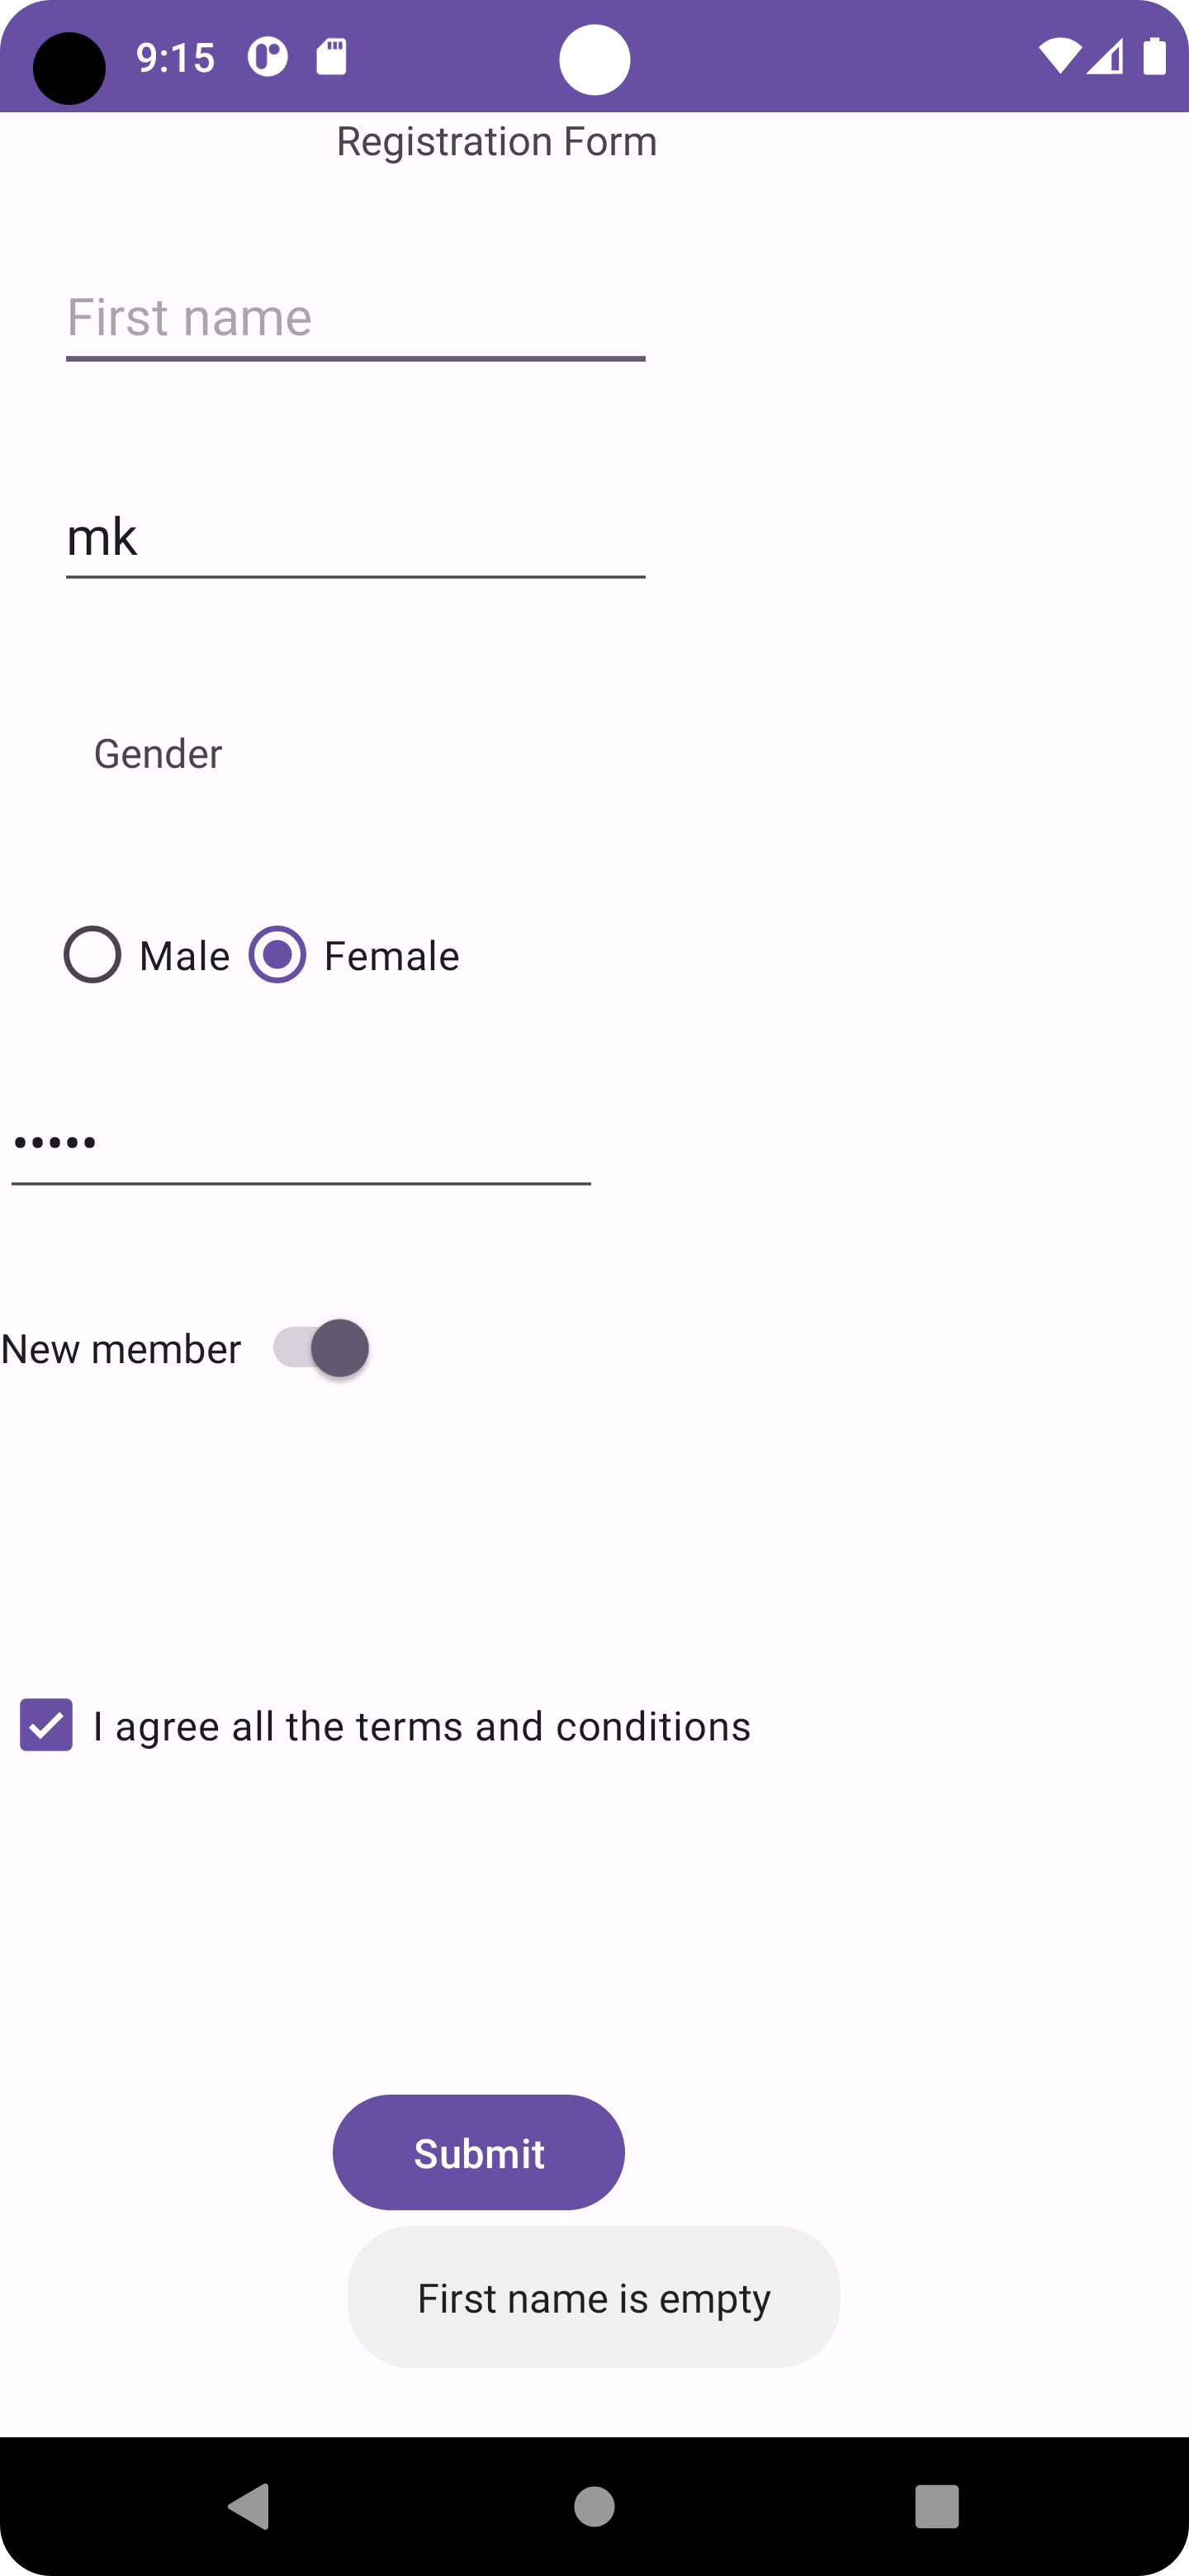 9:15
Registration Form
First name
mk
Gender
Male Female
•••••
New member
I agree all the terms and conditions
Submit
First name is empty